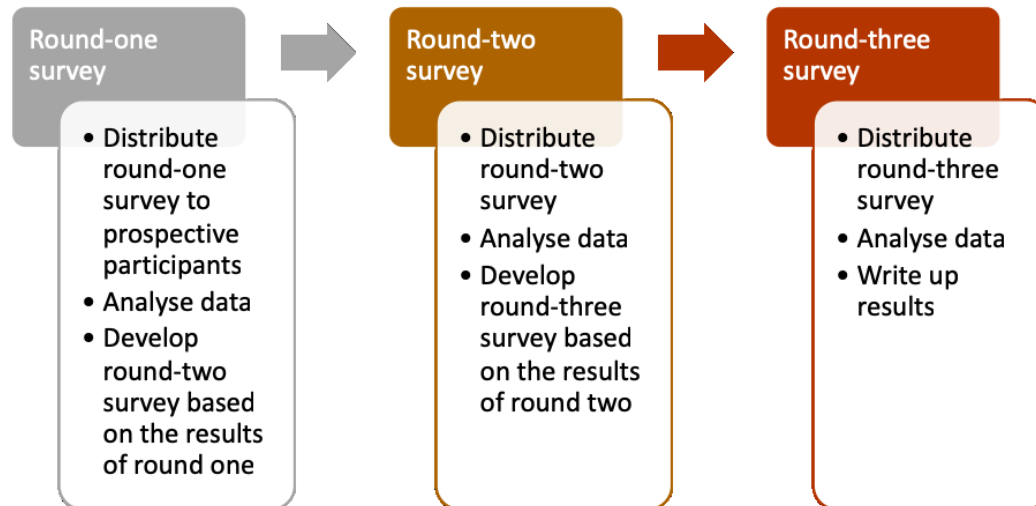 Round-one
survey
• Distribute
round-one
survey to
prospective
participants
• Analyse data
• Develop
round-two
survey based
on the results
of round one
Round-two
survey
• Distribute
round-two
survey
• Analyse data
• Develop
round-three
survey based
on the results
of round two
Round-three
survey
• Distribute
round-three
survey
• Analyse data
• Write up
results